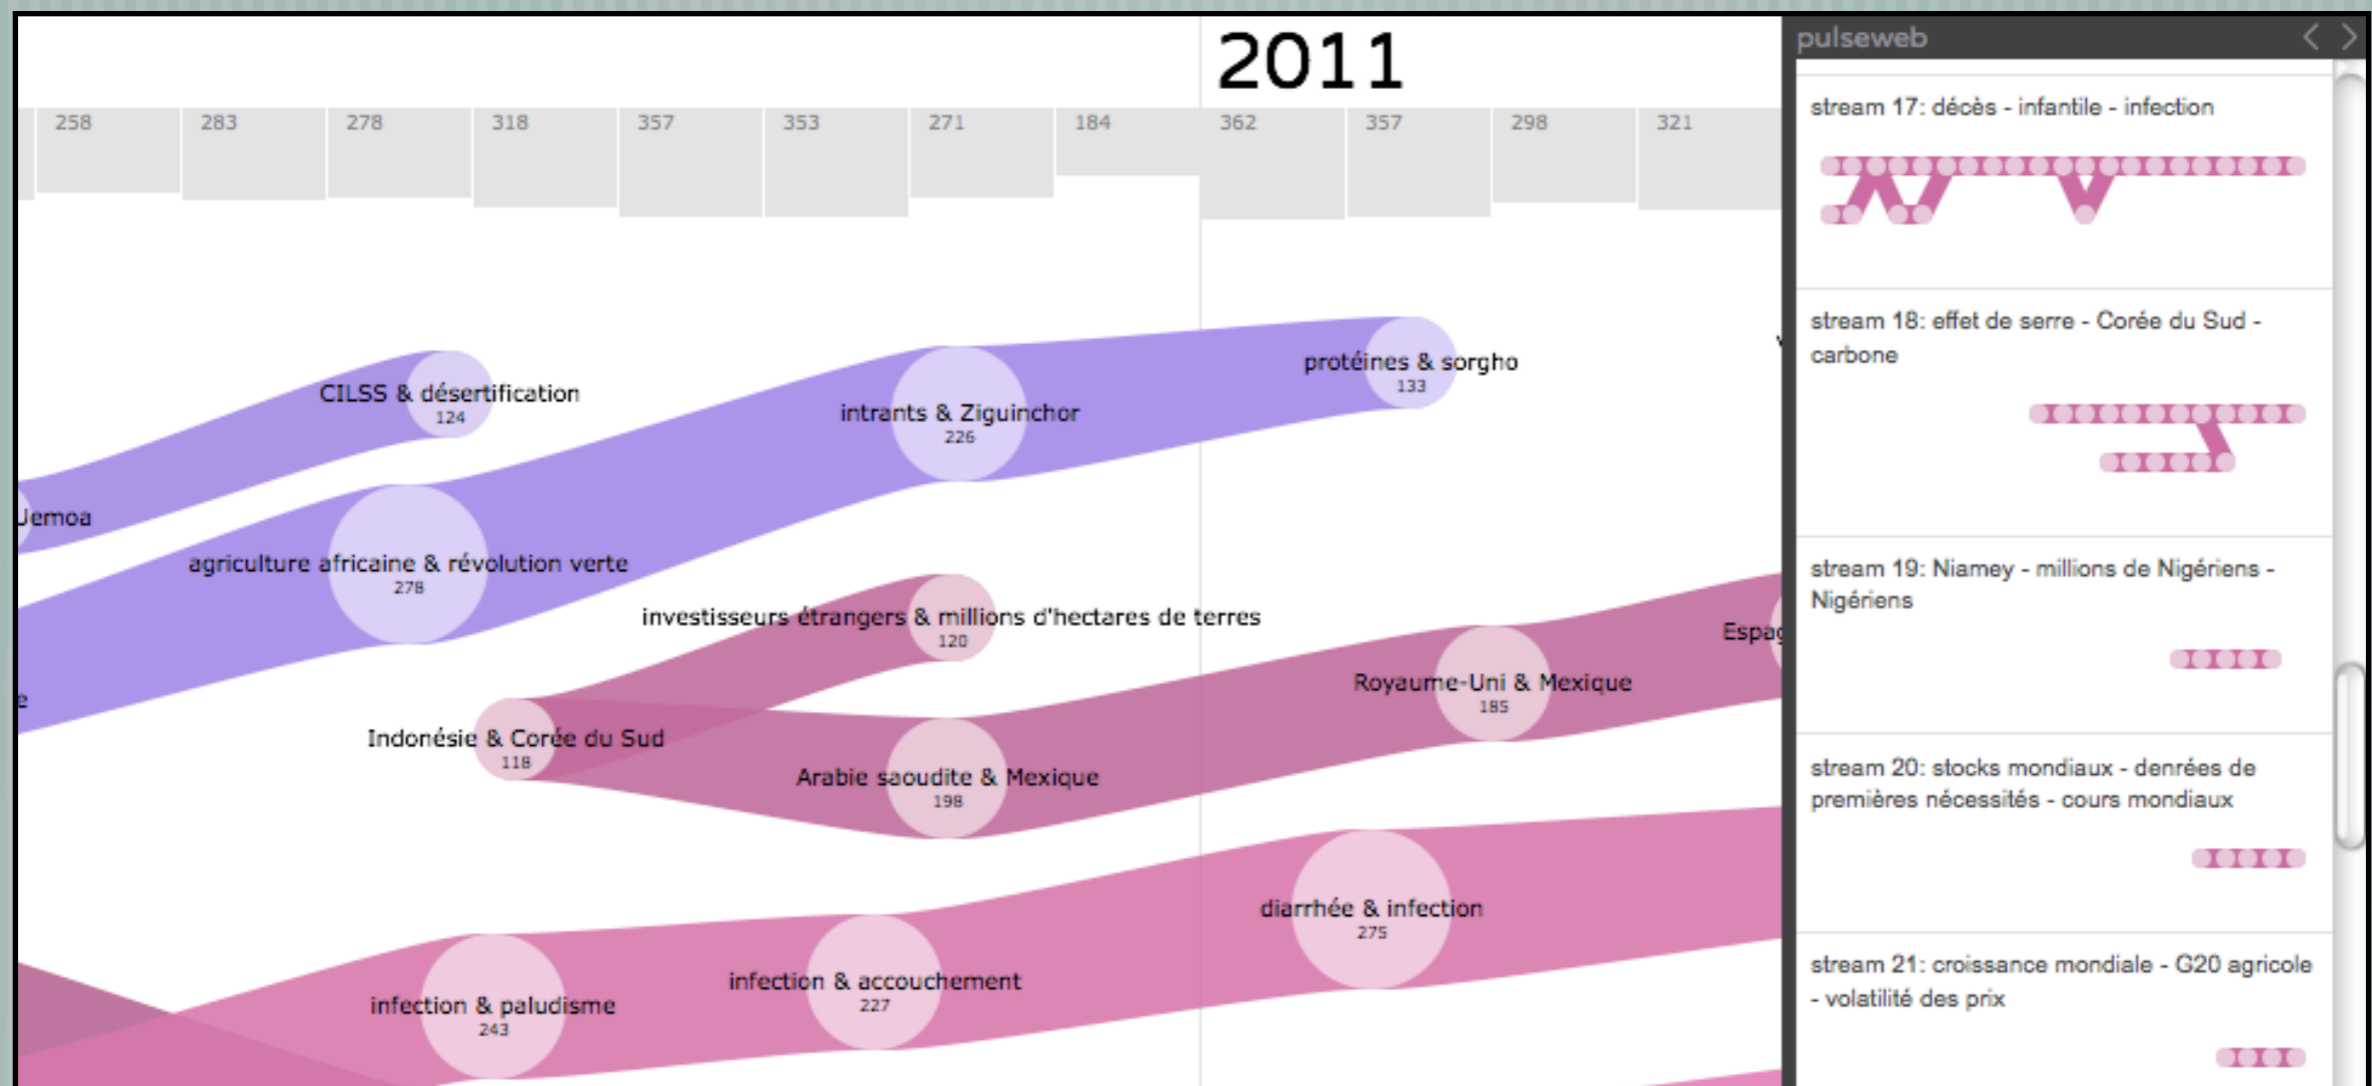 2011
258 283 278 318 357 353 271 184 362 357 298 321
CILSS & désertification
124
intrants & Ziguinchor
226
protéines & sorgho
133
agriculture africaine & révolution verte
278
investisseurs étrangers & millions d'hectares de terres
120
Indonésie & Corée du Sud
118
Arabie saoudite & Mexique
198
Royaume-Uni & Mexique
185
infection & paludisme
243
infection & accouchement
227
diarrhée & infection
275
pulseweb
stream 17: décès - infantile - infection
stream 18: effet de serre - Corée du Sud -
carbone
stream 19: Niamey - millions de Nigériens -
Nigériens
stream 20: stocks mondiaux - denrées de
premières nécessités - cours mondiaux
stream 21: croissance mondiale - G20 agricole
- volatilité des prix